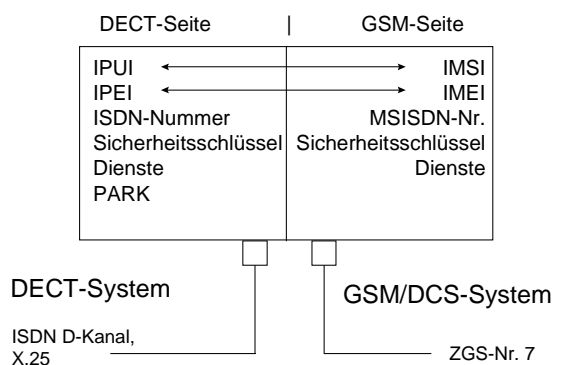 DECT-Seite | GSM-Seite
IPUI IMSI
IPEI IMEI
ISDN-Nummer MSISDN-Nr.
Sicherheitsschlüssel Sicherheitsschlüssel
Dienste Dienste
PARK
DECT-System GSM/DCS-System
ISDN D-Kanal,
X.25 ZGS-Nr. 7